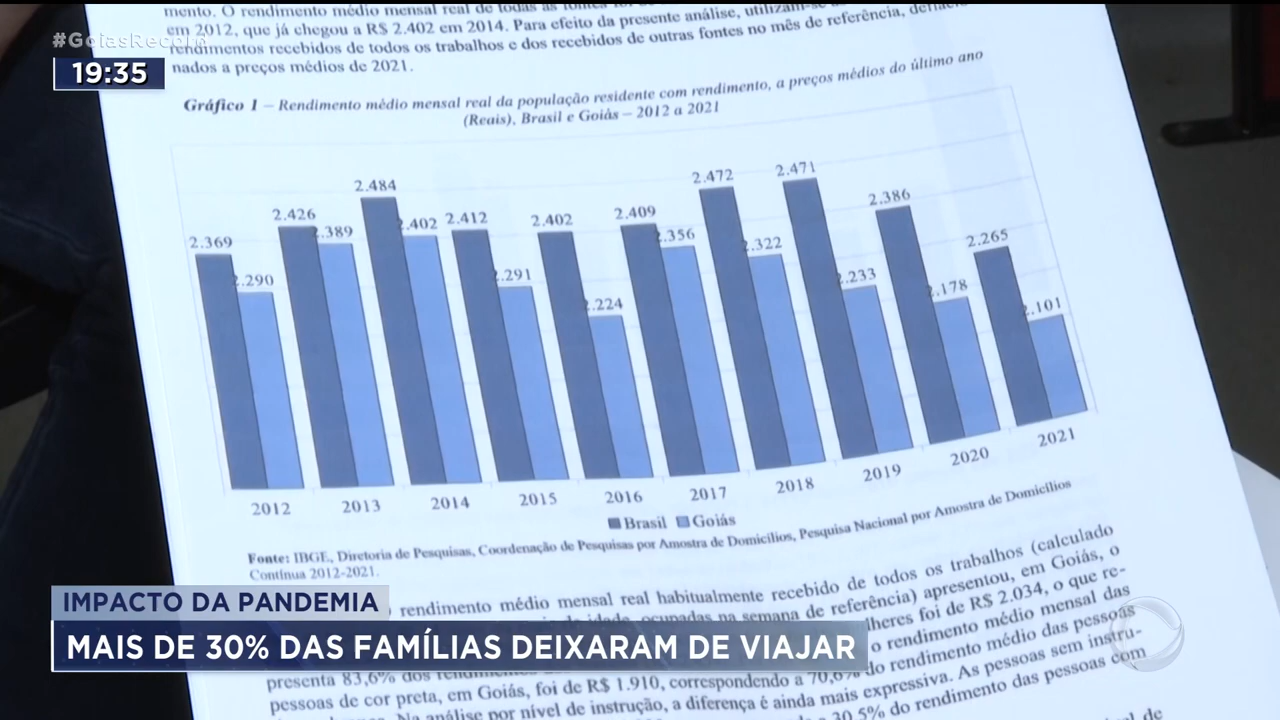 mento. O rendimento médio mensal real de todas as
em 2012, que já chegou a R$ 2.402 em 2014. Para efeito da presente análise,
rendimentos recebidos de todos os trabalhos e dos recebidos de outras fontes no mês de referência,
nados a preços médios de 2021.
#GoiasRecord
19:35
Gráfico 1 – Rendimento médio mensal real da população residente com rendimento, a preços médios do último ano
(Reais), Brasil e Goiás – 2012 a 2021
2.369 2.290 2.426 2.389 2.484 2.402 2.412 2.291 2.402 2.224 2.409 2.356 2.472 2.322 2.471 2.233 2.386 2.178 2.265 2.101
2012 2013 2014 2015 2016 2017 2018 2019 2020 2021
Brasil Goiás
Fonte: IBGE, Diretoria de Pesquisas, Coordenação de Pesquisas por Amostra de Domicílios, Pesquisa Nacional por Amostra de Domicílios
Contínua 2012-2021.
rendimento médio mensal real habitualmente recebido de todos os trabalhos (calculado
idade, ocupadas na semana de referência) apresentou, em Goiás, o
lheres foi de R$ 2.034, o que re-
presenta 83,6% dos
o rendimento médio mensal das
pessoas de cor preta, em Goiás, foi de R$ 1.910, correspondendo a 70,6% do rendimento médio das pessoas
Na análise por nível de instrução, a diferença é ainda mais expressiva. As pessoas sem instru-
30,5% do rendimento das pessoas com
de
IMPACTO DA PANDEMIA
MAIS DE 30% DAS FAMÍLIAS DEIXARAM DE VIAJAR